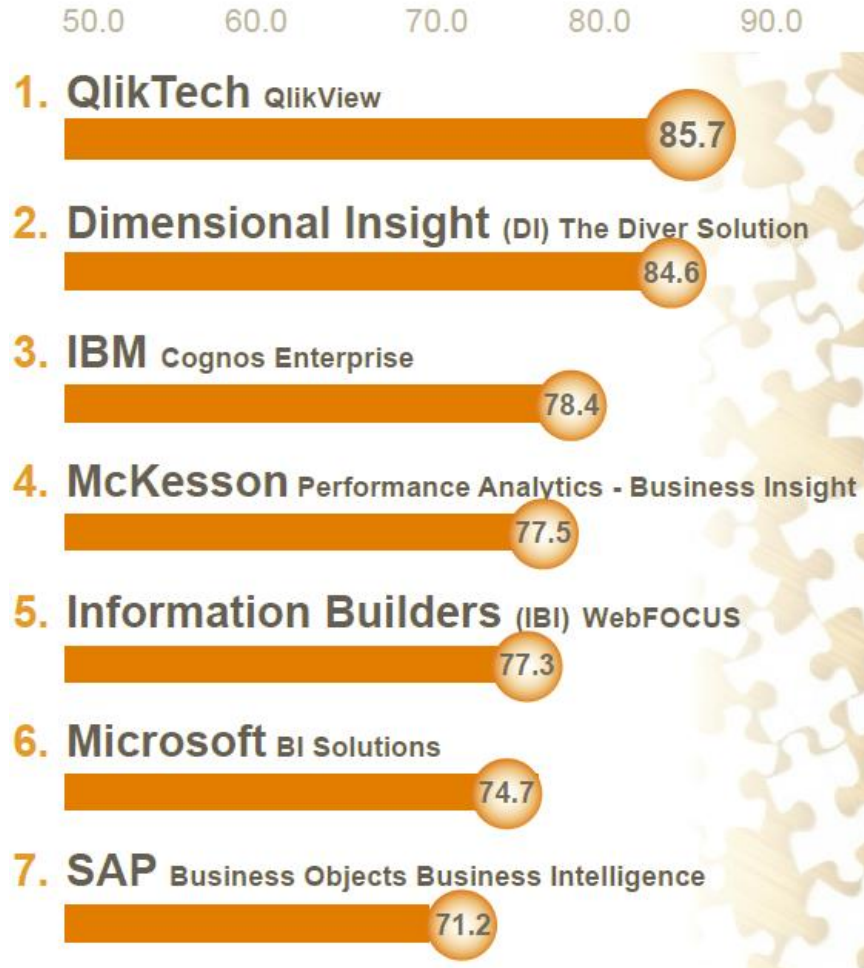 50.0 60.0 70.0 80.0 90.0
1. QlikTech QlikView
85.7
2. Dimensional Insight (DI) The Diver Solution
84.6
3. IBM Cognos Enterprise
78.4
4. McKesson Performance Analytics - Business Insight
77.5
5. Information Builders (IBI) WebFOCUS
77.3
6. Microsoft BI Solutions
74.7
7. SAP Business Objects Business Intelligence
71.2